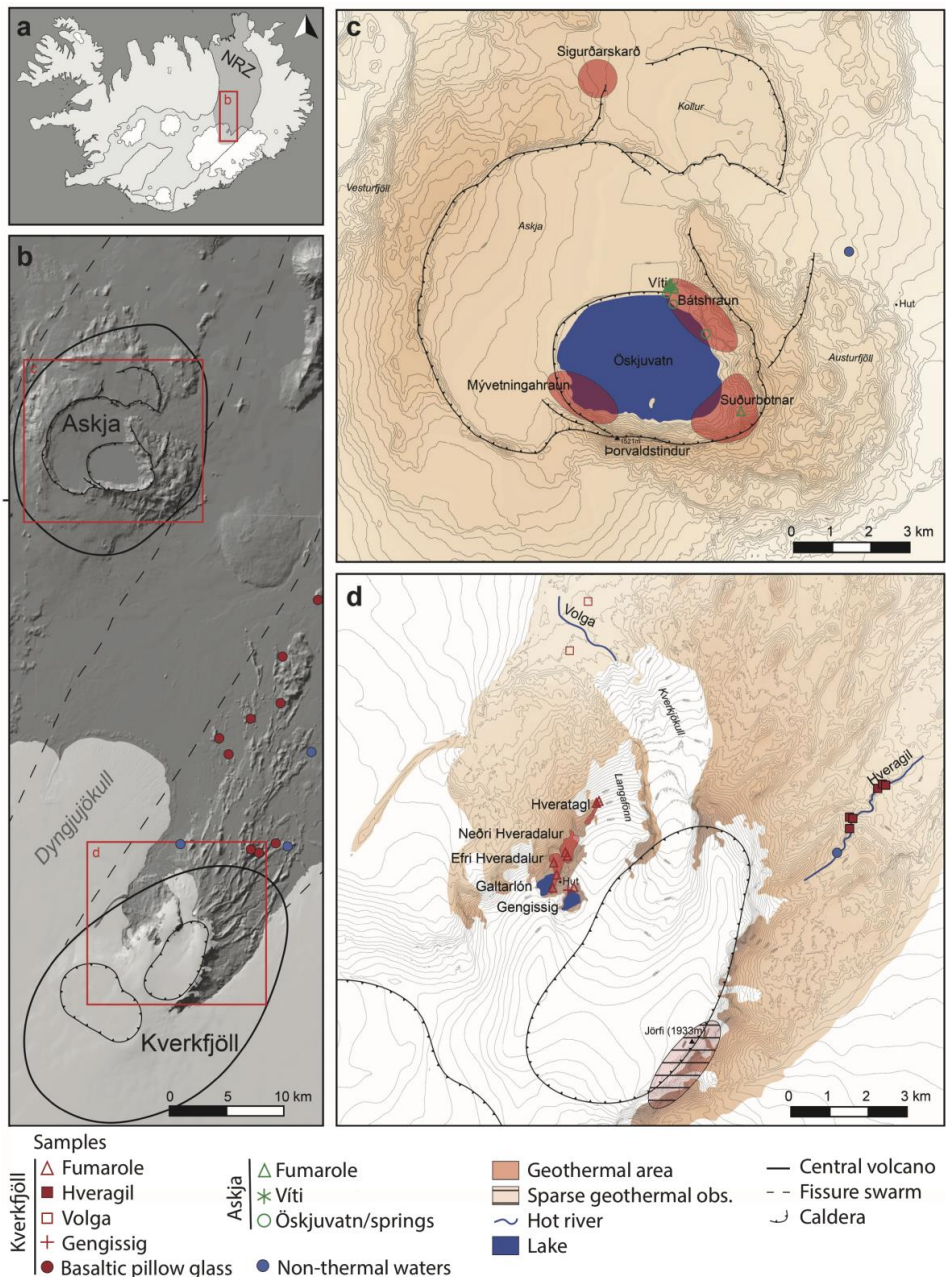 a
NRZ
b
b
c
Askja
Dyngjujökull
d
Kverkfjöll
0 5 10 km
c
Sigurðarskarð
Kollur
Vesturfjöll
Askja
Víti
Bátshraun
Hut
Öskjuvatn
Austurfjöll
Mývetningahraun
Suðurbotnar
1521m
Þorvaldstindur
0 1 2 3 km
d
Volga
Kverkjökull
Hveragil
Langafönn
Hveratagl
Neðri Hveradalur
Efri Hveradalur
Hut
Galtarlón
Gengissig
Jörfi (1933m)
0 1 2 3 km
Samples
Kverkfjöll
Fumarole
Hveragil
Volga
Gengissig
Basaltic pillow glass
Askja
Fumarole
Víti
Öskjuvatn/springs
Non-thermal waters
Geothermal area
Sparse geothermal obs.
Hot river
Lake
Central volcano
Fissure swarm
Caldera